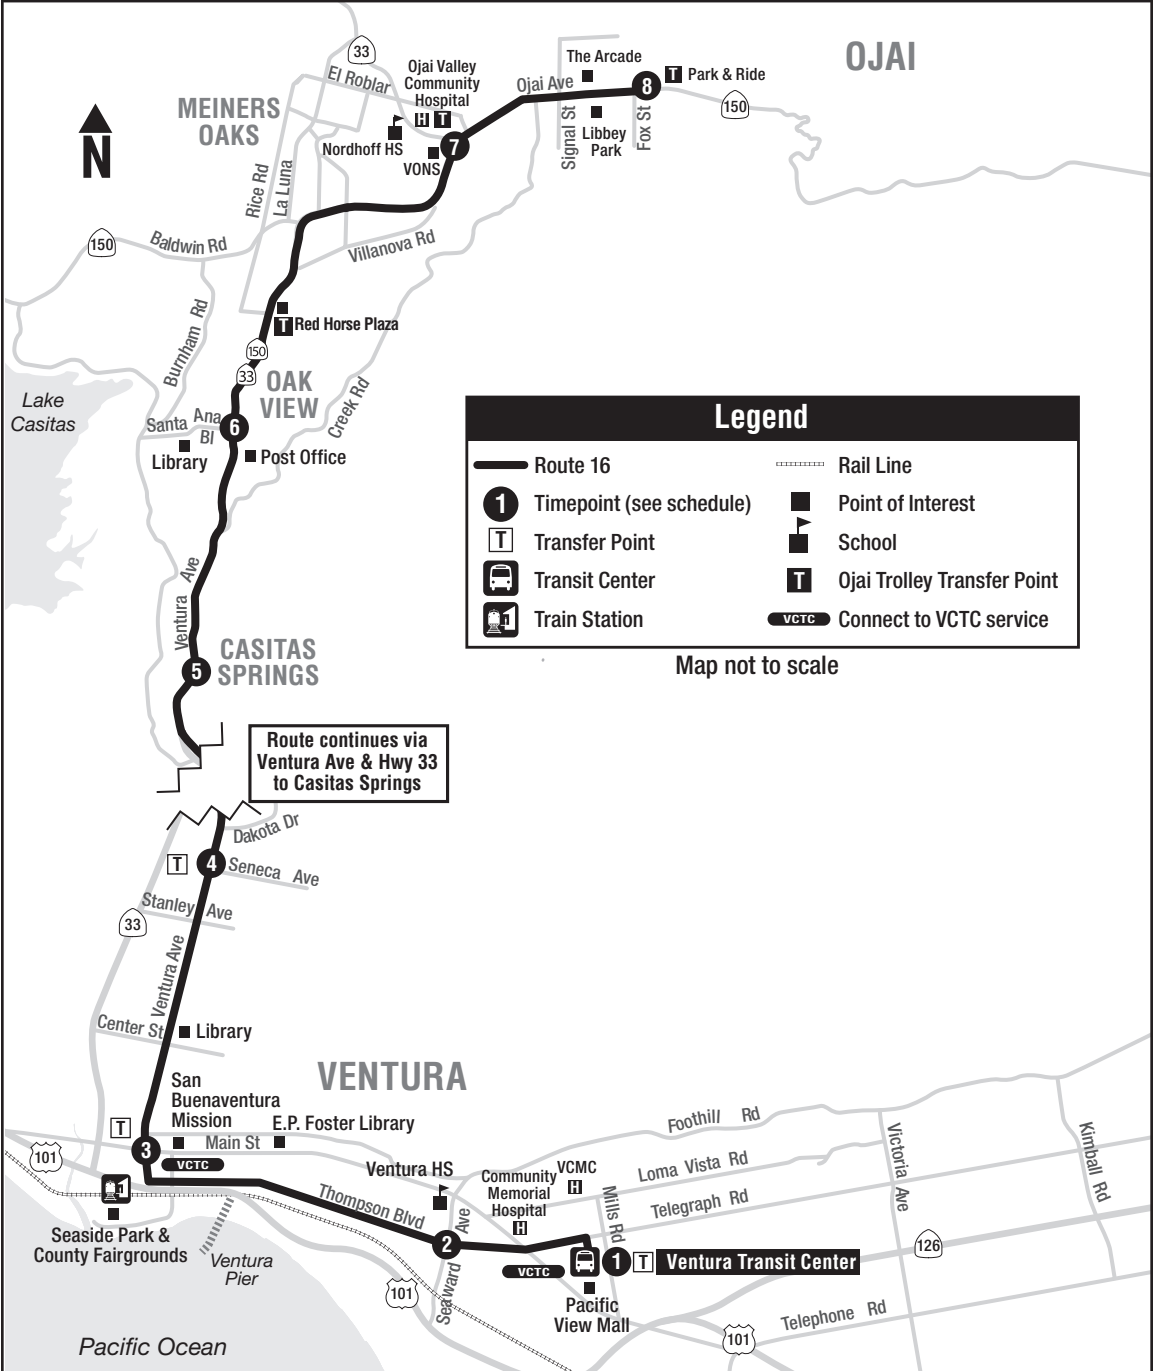 33
OJAI
The Arcade
Ojai Valley
Community
Hospital
El Roblar
Ojai Ave
8
T
Park & Ride
MEINERS
OAKS
150
N
H
T
Nordhoff HS
7
VONS
Signal St
Libbey
Park
Fox St
Rice Rd
La Luna
150
Baldwin Rd
Villanova Rd
Burnham Rd
T
Red Horse Plaza
150
33
OAK
VIEW
Creek Rd
Lake
Casitas
Santa Ana
Bl
6
Library
Post Office
Legend
Route 16
Rail Line
1
Timepoint (see schedule)
Point of Interest
T
Transfer Point
School
Transit Center
T
Ojai Trolley Transfer Point
Train Station
VCTC
Connect to VCTC service
Map not to scale
Ventura Ave
CASITAS
SPRINGS
5
Route continues via
Ventura Ave & Hwy 33
to Casitas Springs
Dakota Dr
T
4
Seneca Ave
Stanley Ave
33
Ventura Ave
Center St
Library
VENTURA
San
Buenaventura
Mission
E.P. Foster Library
T
3
Main St
VCTC
101
Foothill Rd
Victoria Ave
Kimball Rd
Loma Vista Rd
Ventura HS
Community
Memorial
Hospital
H
VCMC
H
Mills Rd
Telegraph Rd
Thompson Blvd
Seaside Park &
County Fairgrounds
Ventura
Pier
2
Seaward Ave
VCTC
1
T
Ventura Transit Center
126
101
Pacific
View Mall
Telephone Rd
101
Pacific Ocean